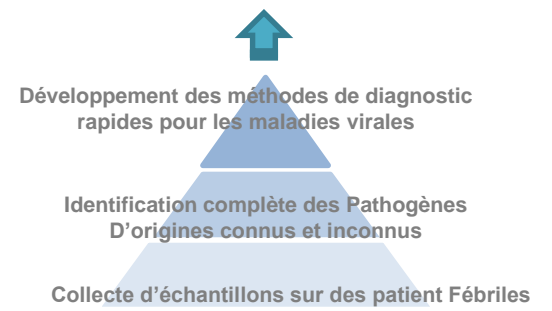 Développement des méthodes de diagnostic
rapides pour les maladies virales
Identification complète des Pathogènes
D’origines connus et inconnus
Collecte d’échantillons sur des patient Fébriles